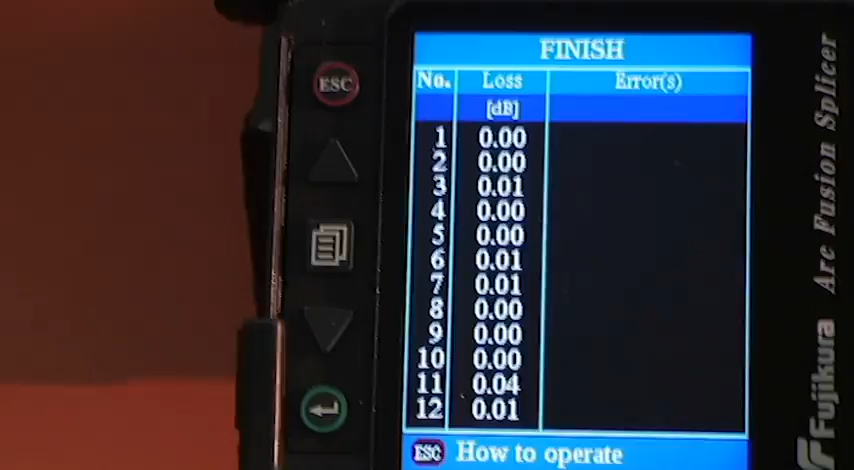 FINISH
No. Loss Error(s)
[dB]
1 0.00
2 0.00
3 0.01
4 0.00
5 0.00
6 0.01
7 0.01
8 0.00
9 0.00
10 0.00
11 0.04
12 0.01
ESC How to operate
ESC
Fujikura Arc Fusion Splicer